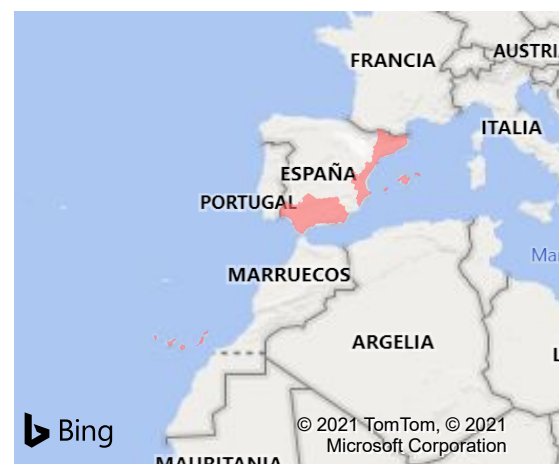 FRANCIA
AUSTRI
ITALIA
ESPAÑA
PORTUGAL
Mar
MARRUECOS
ARGELIA
L
Bing
© 2021 TomTom, © 2021
Microsoft Corporation
MAURITANIA